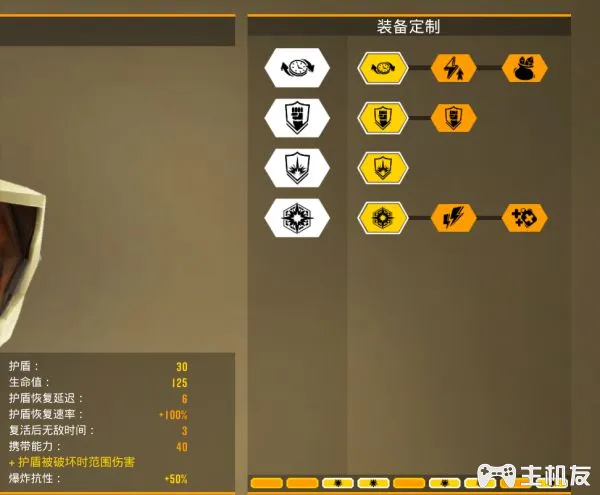 装备定制
护盾： 30
生命值： 125
护盾恢复延迟： 6
护盾恢复速率： +100%
复活后无敌时间： 3
携带能力： 40
+ 护盾被破坏时范围伤害
爆炸抗性： +50%
主机友